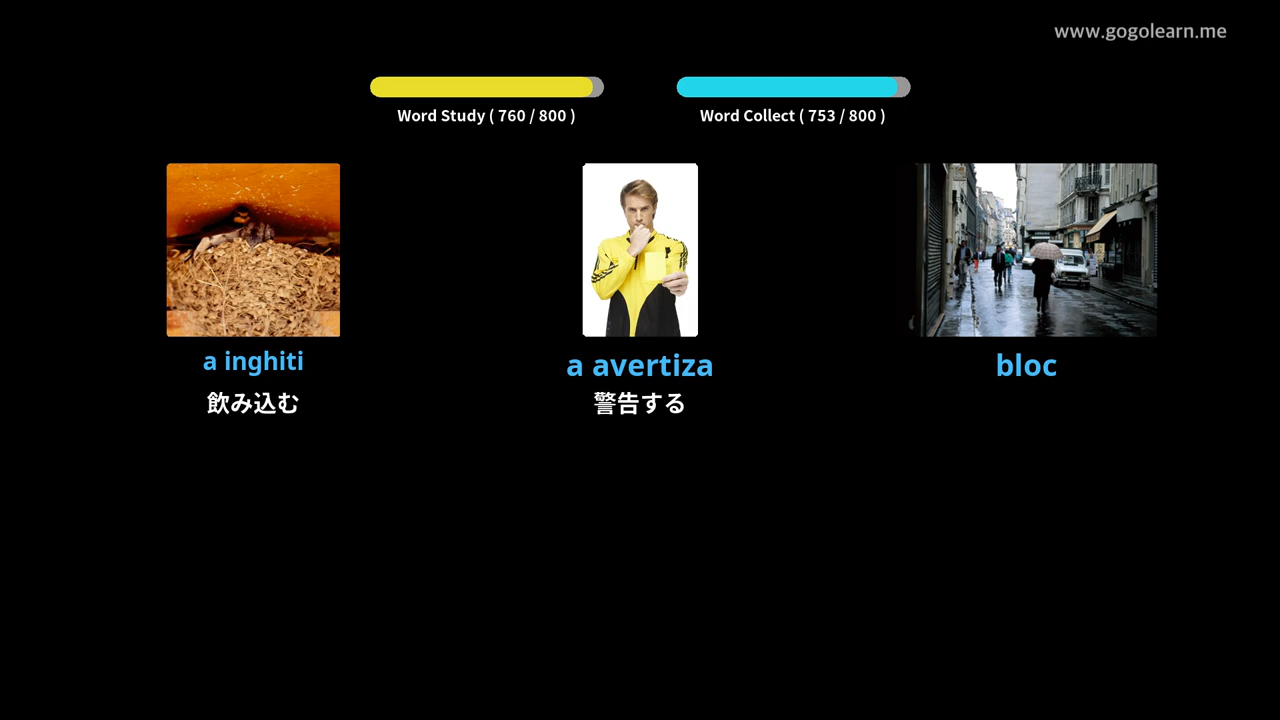 www.gogolearn.me
Word Study ( 760 / 800 )
Word Collect ( 753 / 800 )
a inghiti
a avertiza
bloc
飲み込む
警告する